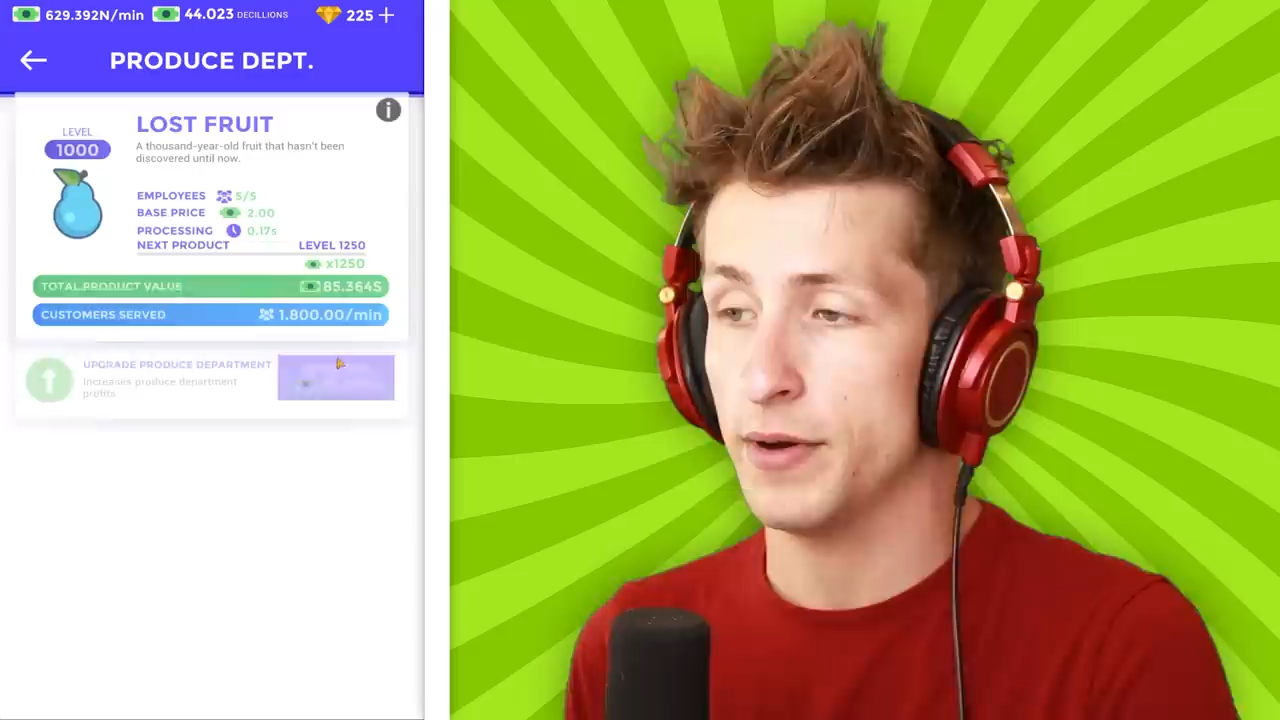 629.392N/min 44.023 DECILLIONS 225
PRODUCE DEPT.
LEVEL
1000
LOST FRUIT
A thousand-year-old fruit that hasn't been
discovered until now.
EMPLOYEES 5/5
BASE PRICE 2.00
PROCESSING 0.17s
NEXT PRODUCT LEVEL 1250
x1250
TOTAL PRODUCT VALUE 85.364S
CUSTOMERS SERVED 1.800.00/min
UPGRADE PRODUCE DEPARTMENT
Increases produce department
profits.